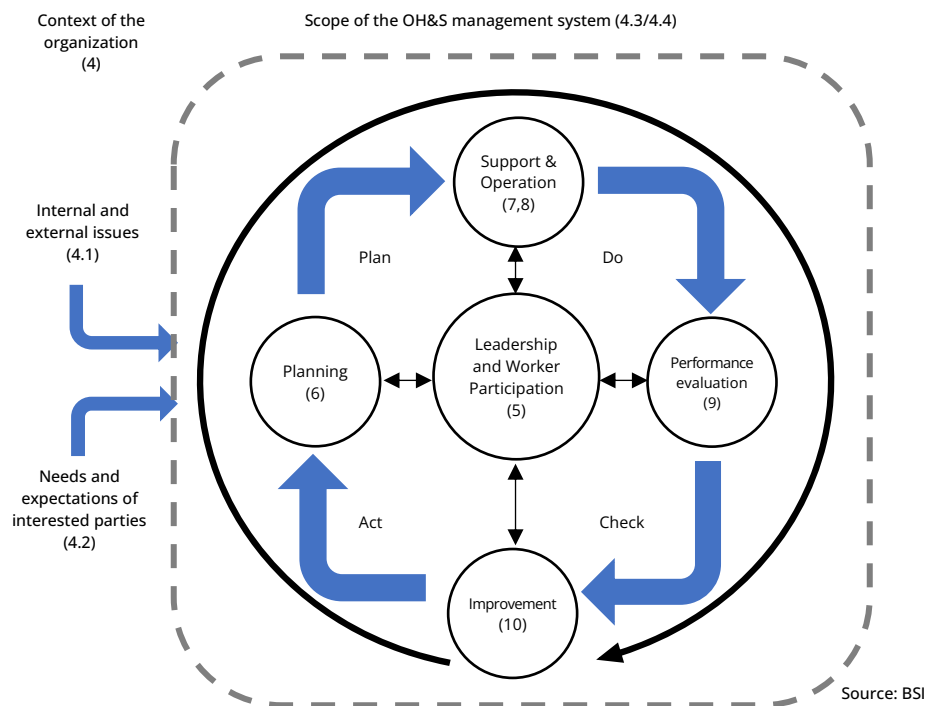 Context of the
organization
(4)
Scope of the OH&S management system (4.3/4.4)
Support &
Operation
(7,8)
Internal and
external issues
(4.1)
Plan
Do
Leadership
and Worker
Participation
(5)
Planning
(6)
Performance
evaluation
(9)
Needs and
expectations of
interested parties
(4.2)
Act
Check
Improvement
(10)
Source: BSI